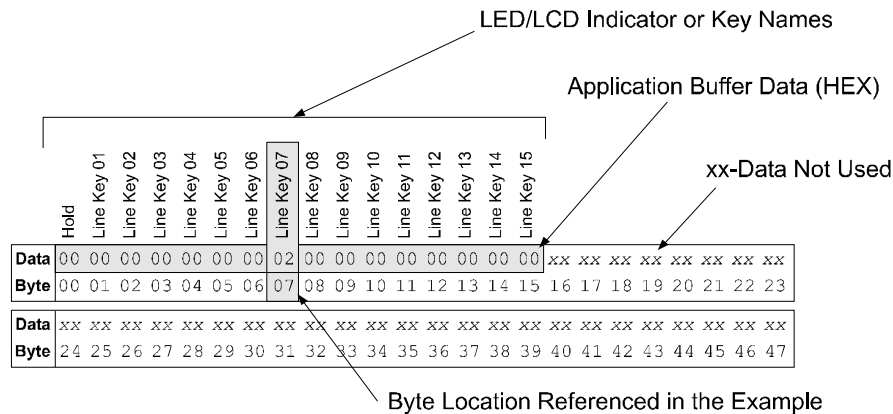 LED/LCD Indicator or Key Names
Application Buffer Data (HEX)
xx-Data Not Used
Hold
Line Key 01
Line Key 02
Line Key 03
Line Key 04
Line Key 05
Line Key 06
Line Key 07
Line Key 08
Line Key 09
Line Key 10
Line Key 11
Line Key 12
Line Key 13
Line Key 14
Line Key 15
Data 00 00 00 00 00 00 00 02 00 00 00 00 00 00 00 00 xx xx xx xx xx xx xx xx
Byte 00 01 02 03 04 05 06 07 08 09 10 11 12 13 14 15 16 17 18 19 20 21 22 23
Data xx xx xx xx xx xx xx xx xx xx xx xx xx xx xx xx xx xx xx xx xx xx xx xx
Byte 24 25 26 27 28 29 30 31 32 33 34 35 36 37 38 39 40 41 42 43 44 45 46 47
Byte Location Referenced in the Example